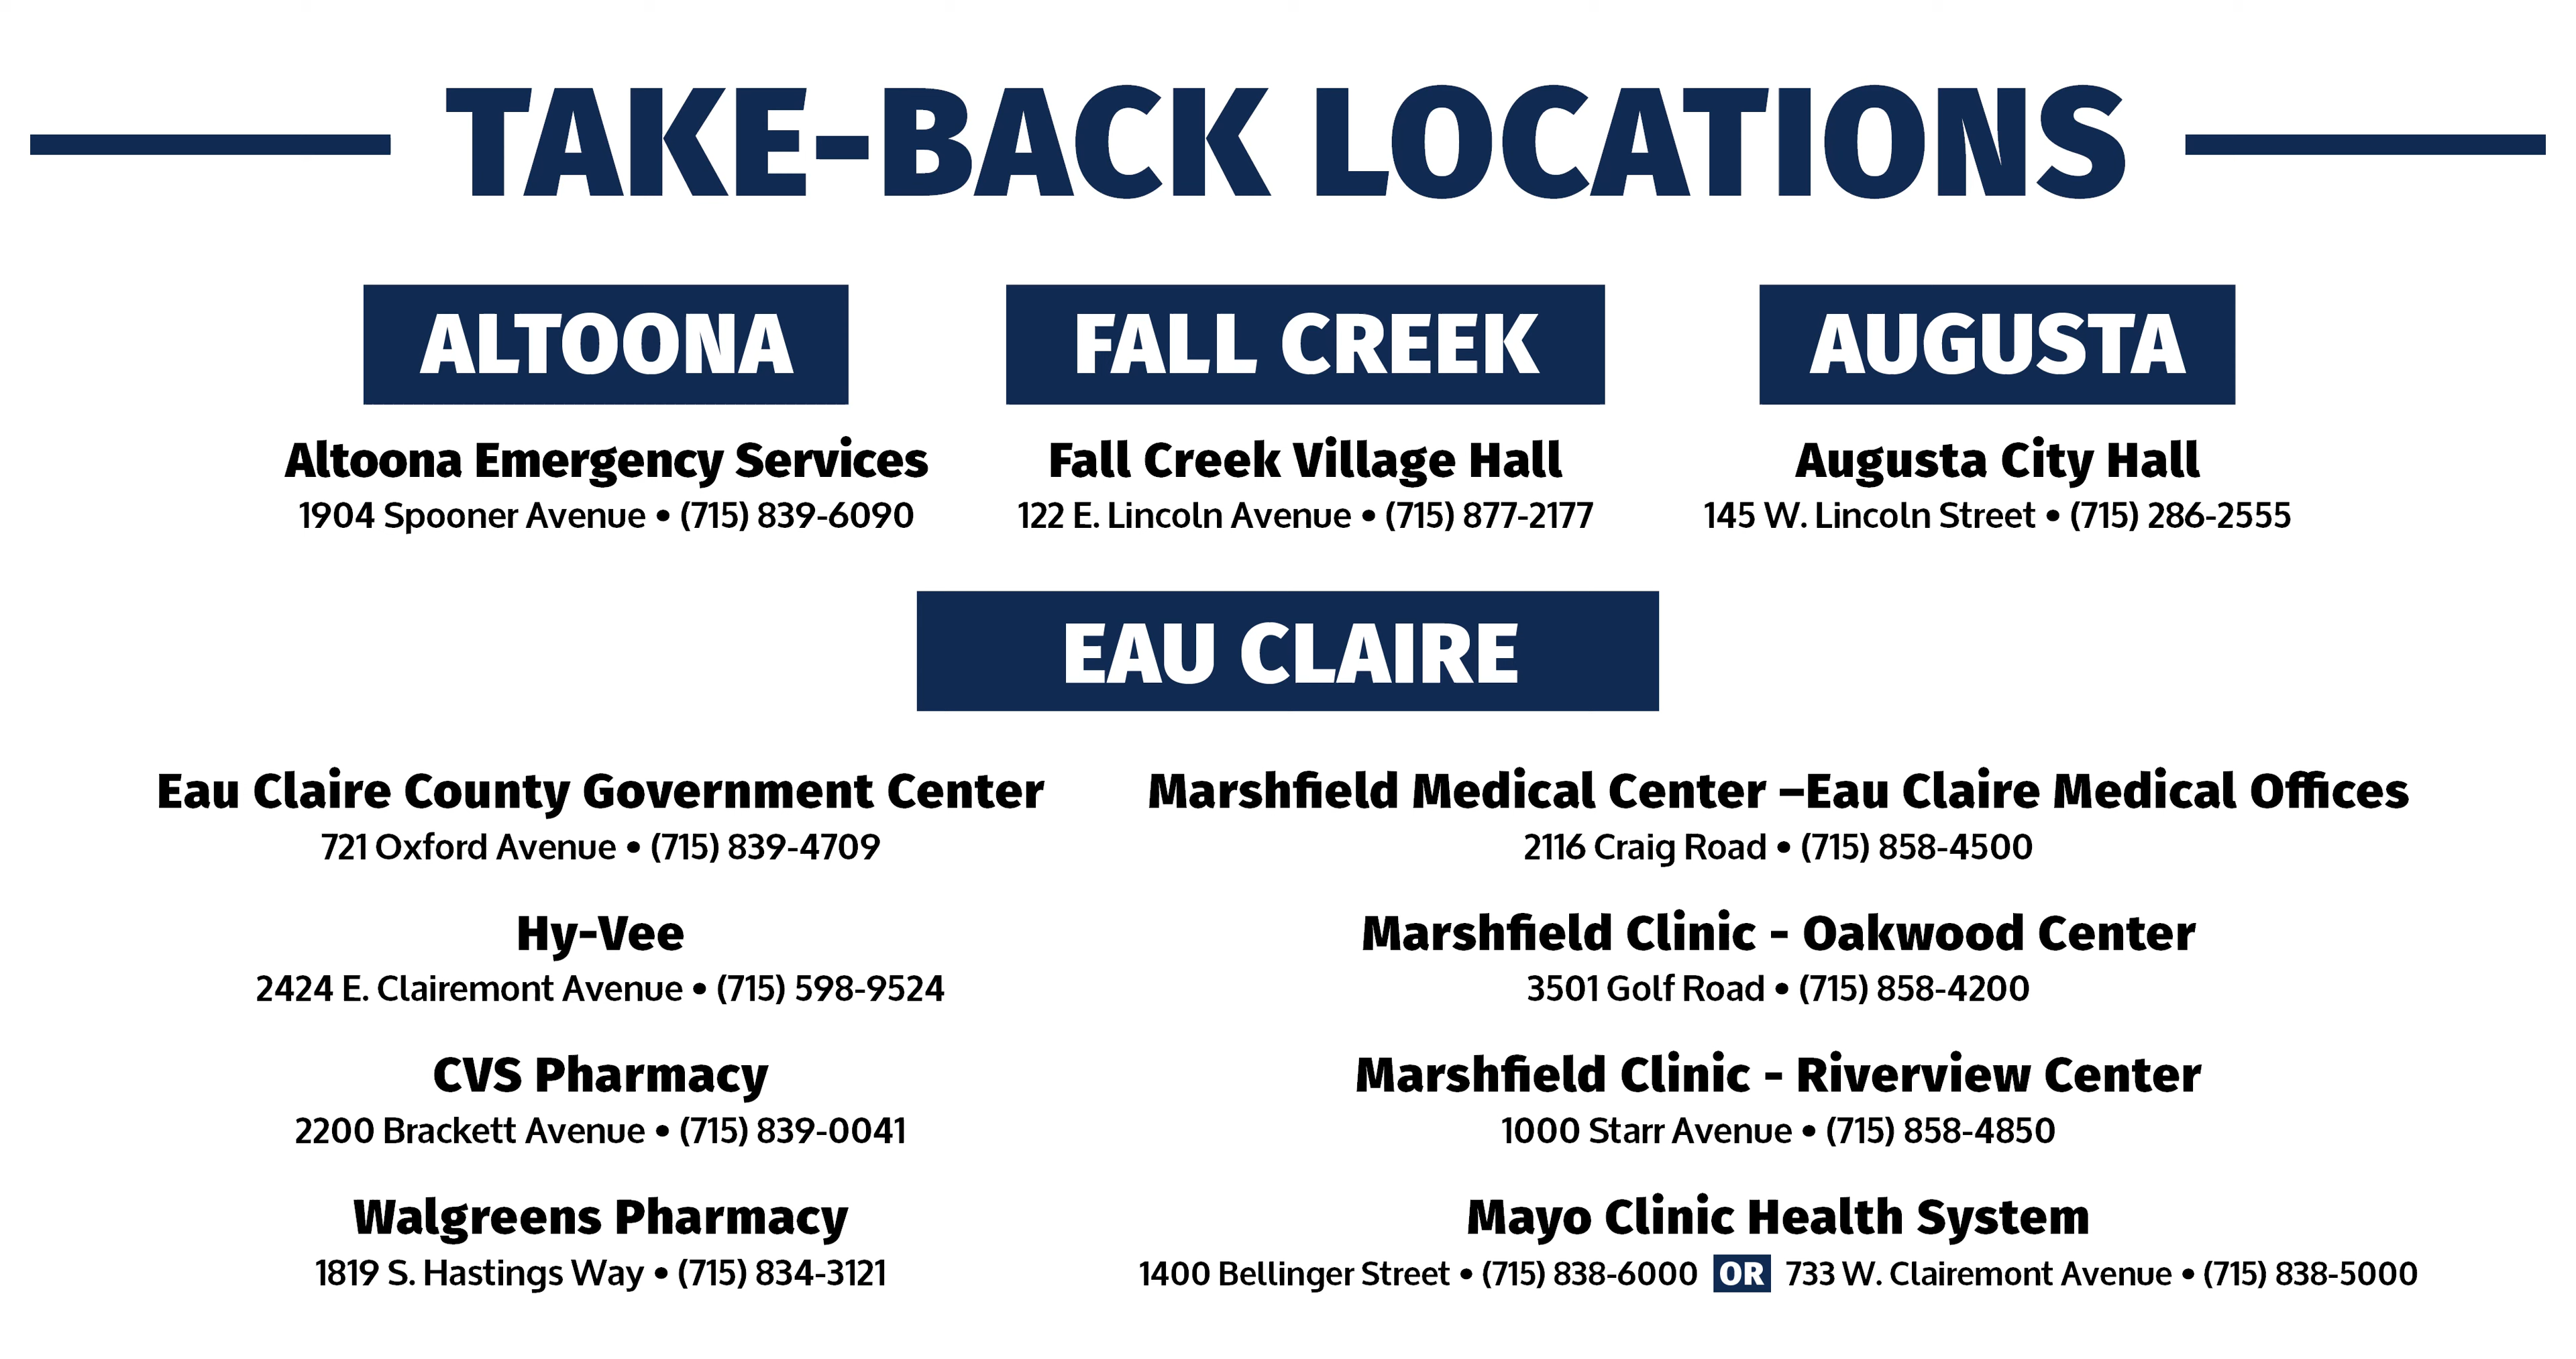 TAKE-BACK LOCATIONS
ALTOONA
Altoona Emergency Services
1904 Spooner Avenue • (715) 839-6090
FALL CREEK
Fall Creek Village Hall
122 E. Lincoln Avenue • (715) 877-2177
AUGUSTA
Augusta City Hall
145 W. Lincoln Street • (715) 286-2555
EAU CLAIRE
Eau Claire County Government Center
721 Oxford Avenue • (715) 839-4709
Hy-Vee
2424 E. Clairemont Avenue • (715) 598-9524
CVS Pharmacy
2200 Brackett Avenue • (715) 839-0041
Walgreens Pharmacy
1819 S. Hastings Way • (715) 834-3121
Marshfield Medical Center –Eau Claire Medical Offices
2116 Craig Road • (715) 858-4500
Marshfield Clinic - Oakwood Center
3501 Golf Road • (715) 858-4200
Marshfield Clinic - Riverview Center
1000 Starr Avenue • (715) 858-4850
Mayo Clinic Health System
1400 Bellinger Street • (715) 838-6000 OR 733 W. Clairemont Avenue • (715) 838-5000